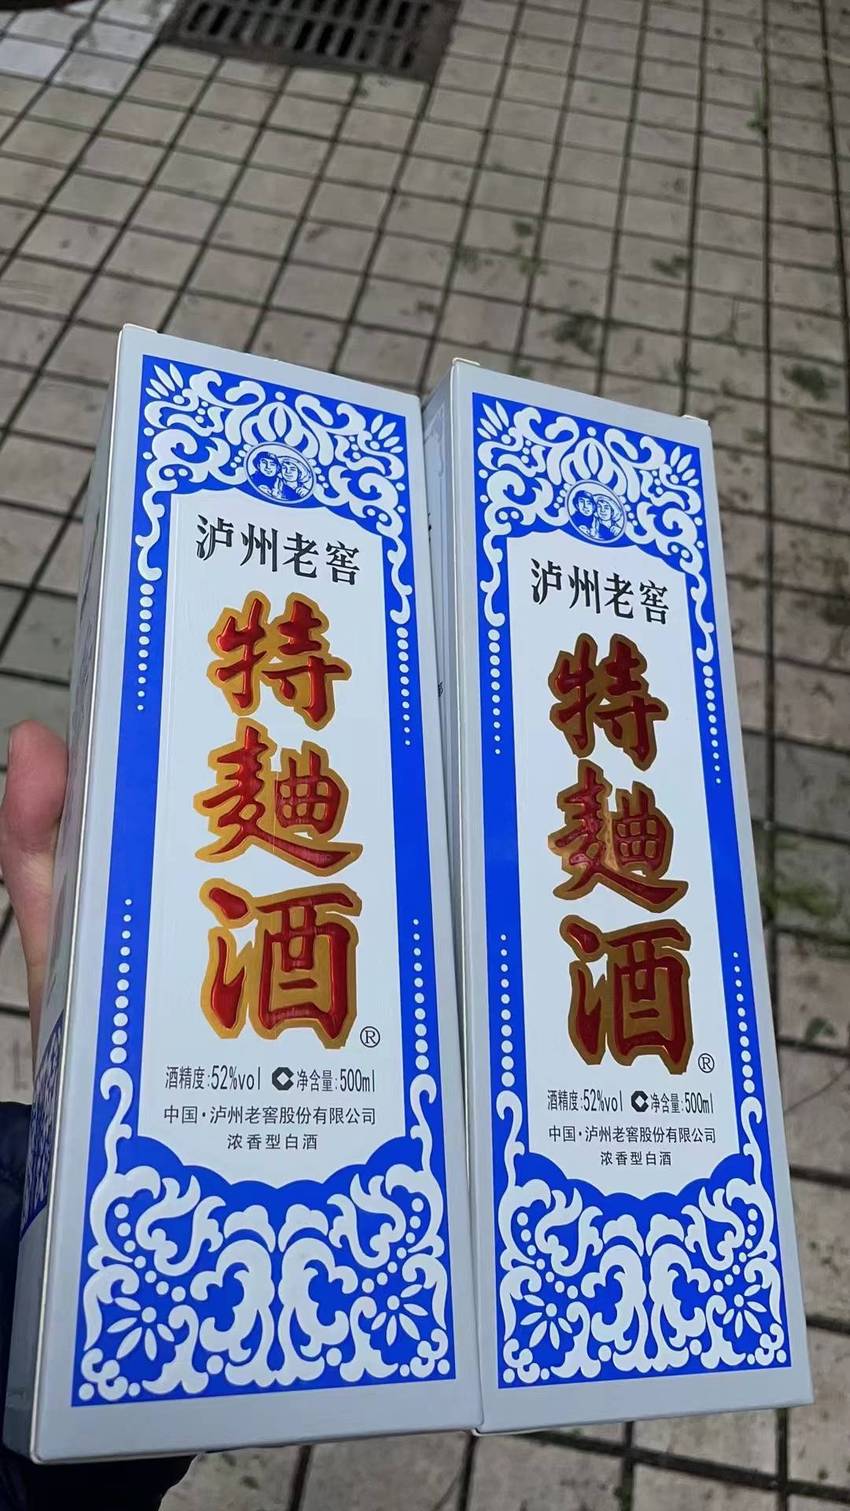 泸州老窖
特麯酒
®
酒精度:52%vol 净含量:500ml
中国·泸州老窖股份有限公司
浓香型白酒
泸州老窖
特麯酒
®
酒精度:52%vol 净含量:500ml
中国·泸州老窖股份有限公司
浓香型白酒